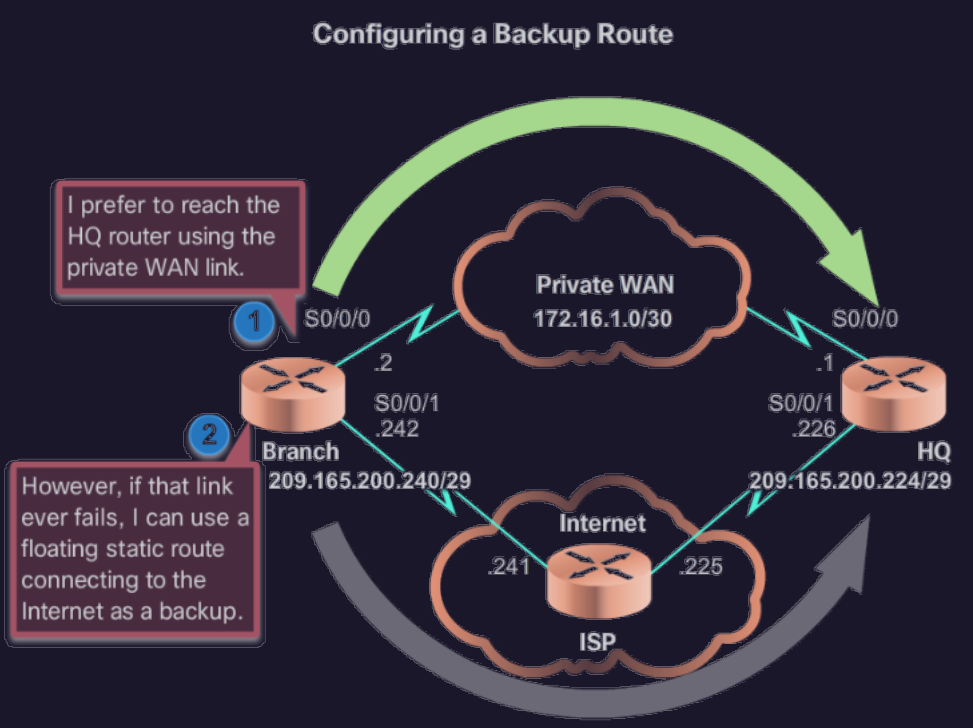 Configuring a Backup Route
I prefer to reach the
HQ router using the
private WAN link.
1
S0/0/0
Private WAN
172.16.1.0/30
S0/0/0
.2
.1
S0/0/1
.242
S0/0/1
.226
2
Branch
HQ
209.165.200.240/29
209.165.200.224/29
However, if that link
ever fails, I can use a
floating static route
connecting to the
Internet as a backup.
Internet
.241
.225
ISP